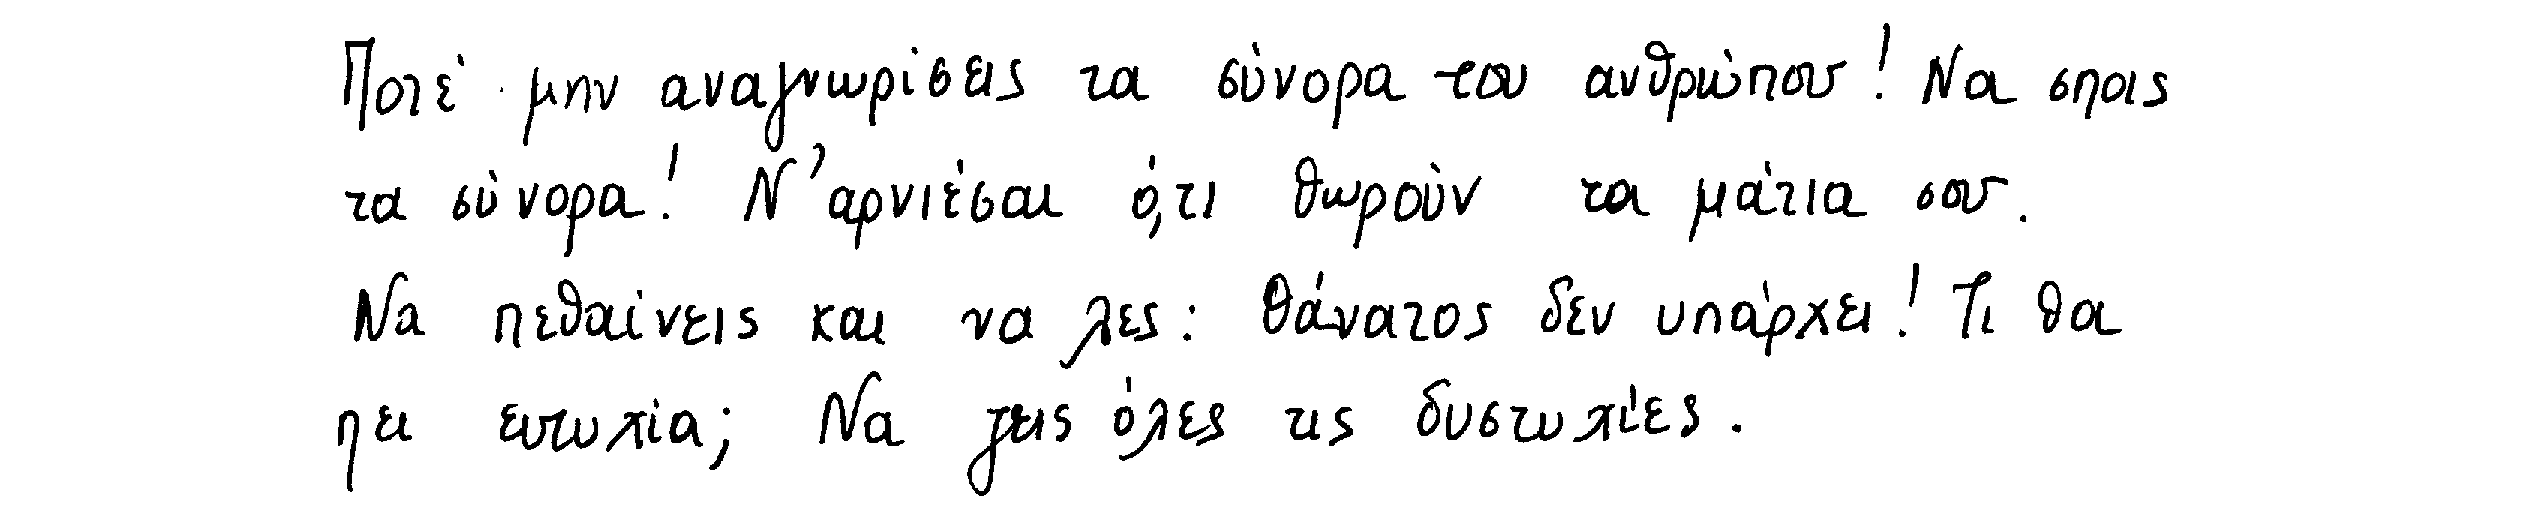 Ποτέ μην αναγνωρίσεις τα σύνορα του ανθρώπου! Να σποις
τα σύνορα! Ν'αρνιέσαι ό,τι θωρούν τα μάτια σου.
Να πεθαίνεις και να λες: θάνατος δεν υπάρχει! Τι θα
πει ευτυχία; Να ζεις όλες τις δυστυχίες.